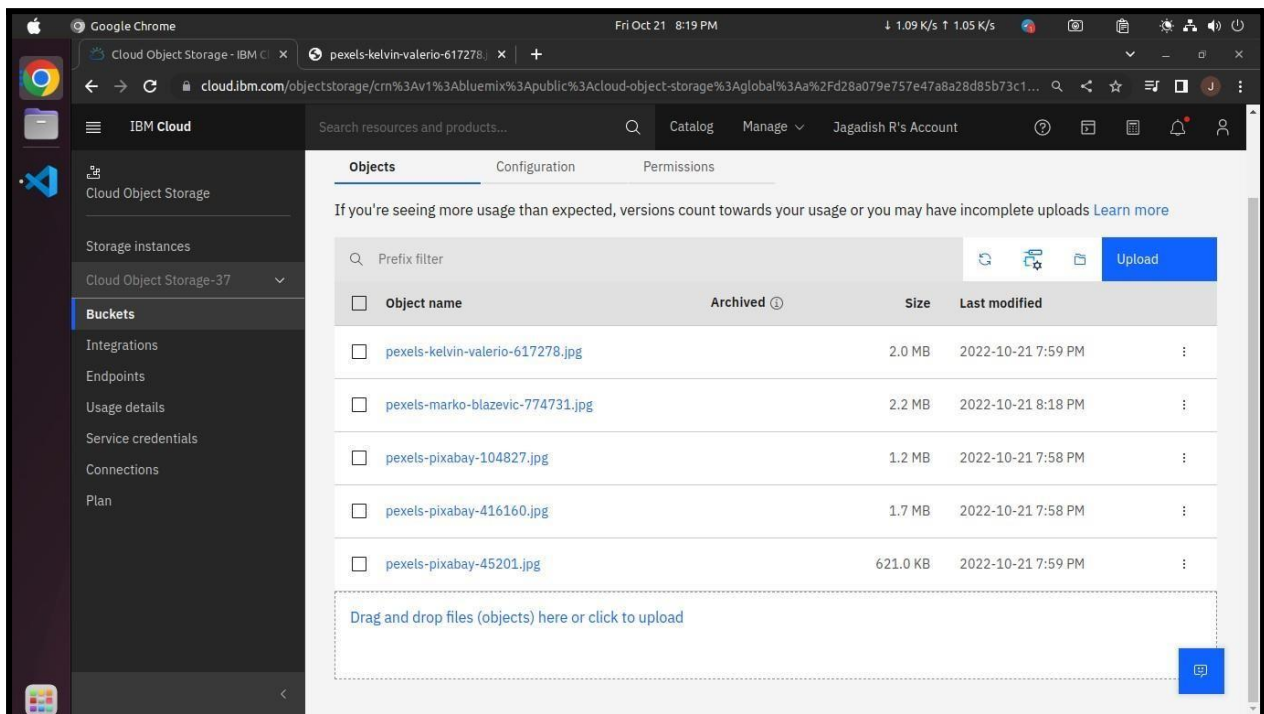 Google Chrome Fri Oct 21 8:19 PM ↓ 1.09 K/s ↑ 1.05 K/s
Cloud Object Storage - IBM Cl pexels-kelvin-valerio-617278.j
cloud.ibm.com/objectstorage/crn%3Av1%3Abluemix%3Apublic%3Acloud-object-storage%3Aglobal%3Aa%2Fd28a079e757e47a8a28d85b73c1... J
IBM Cloud Search resources and products... Catalog Manage Jagadish R's Account
Cloud Object Storage
Storage instances
Cloud Object Storage-37
Buckets
Integrations
Endpoints
Usage details
Service credentials
Connections
Plan
Objects Configuration Permissions
If you're seeing more usage than expected, versions count towards your usage or you may have incomplete uploads Learn more
Prefix filter Upload
Object name Archived Size Last modified
pexels-kelvin-valerio-617278.jpg 2.0 MB 2022-10-21 7:59 PM
pexels-marko-blazevic-774731.jpg 2.2 MB 2022-10-21 8:18 PM
pexels-pixabay-104827.jpg 1.2 MB 2022-10-21 7:58 PM
pexels-pixabay-416160.jpg 1.7 MB 2022-10-21 7:58 PM
pexels-pixabay-45201.jpg 621.0 KB 2022-10-21 7:59 PM
Drag and drop files (objects) here or click to upload